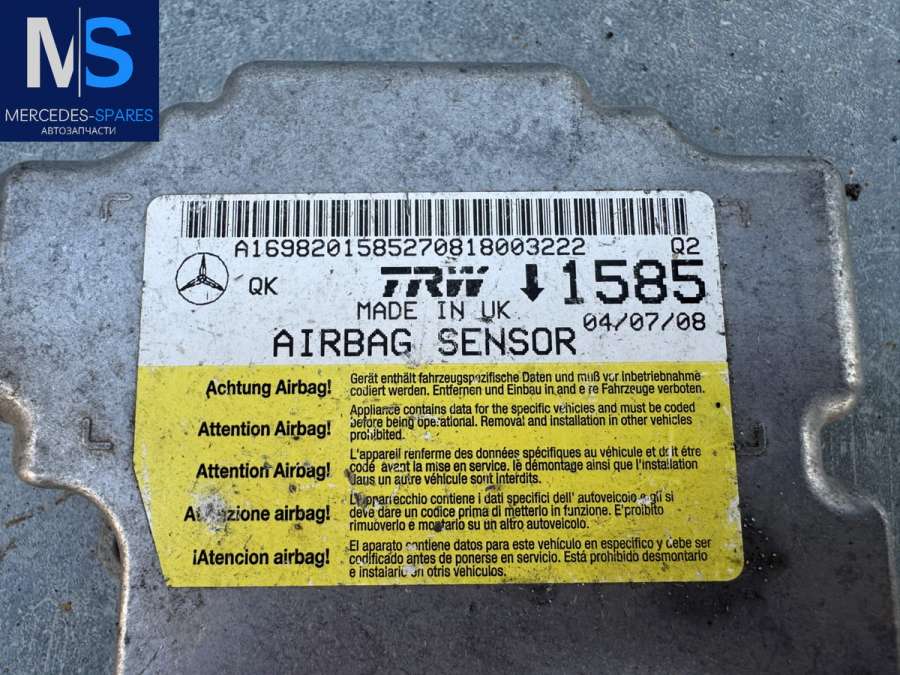 MS
MERCEDES-SPARES
АВТОЗАПЧАСТИ
A1698201585270818003222 Q2
QK TRW 1585
MADE IN UK
04/07/08
AIRBAG SENSOR
Achtung Airbag!
Gerät enthält fahrzeugspezifische Daten und muß vor Inbetriebnahme
codiert werden. Entfernen und Einbau in andere Fahrzeuge verboten.
Attention Airbag!
Appliance contains data for the specific vehicles and must be coded
before being operational. Removal and installation in other vehicles
prohibited.
Attention Airbag!
L'appareil renferme des données spécifiques au véhicule et doit être
codé avant la mise en service. le démontage ainsi que l'installation
dans un autre véhicule sont interdits.
Attenzione airbag!
L'apparecchio contiene i dati specifici dell' autoveicolo e gli si
deve dare un codice prima di metterlo in funzione. E'proibito
rimuoverlo e montarlo su un altro autoveicolo.
¡Atencion airbag!
El aparato contiene datos para este vehículo en especifico y debe ser
codificado antes de ponerse en servicio. Está prohibido desmontarlo
e instalarlo en otris vehículos.